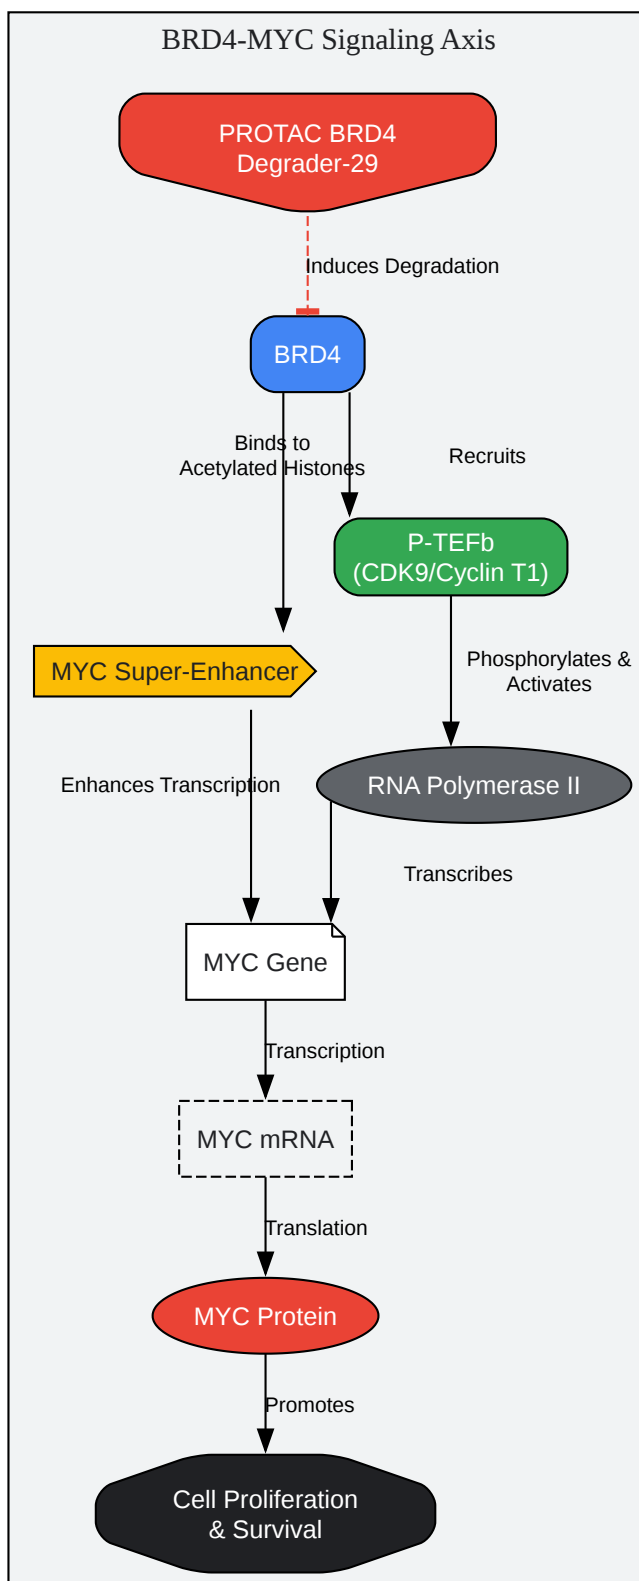 BRD4-MYC Signaling Axis
PROTAC BRD4
Degrader-29
Induces Degradation
BRD4
Binds to
Acetylated Histones
Recruits
P-TEFb
(CDK9/Cyclin T1)
MYC Super-Enhancer
Phosphorylates &
Activates
Enhances Transcription
RNA Polymerase II
Transcribes
MYC Gene
Transcription
MYC mRNA
Translation
MYC Protein
Promotes
Cell Proliferation
& Survival